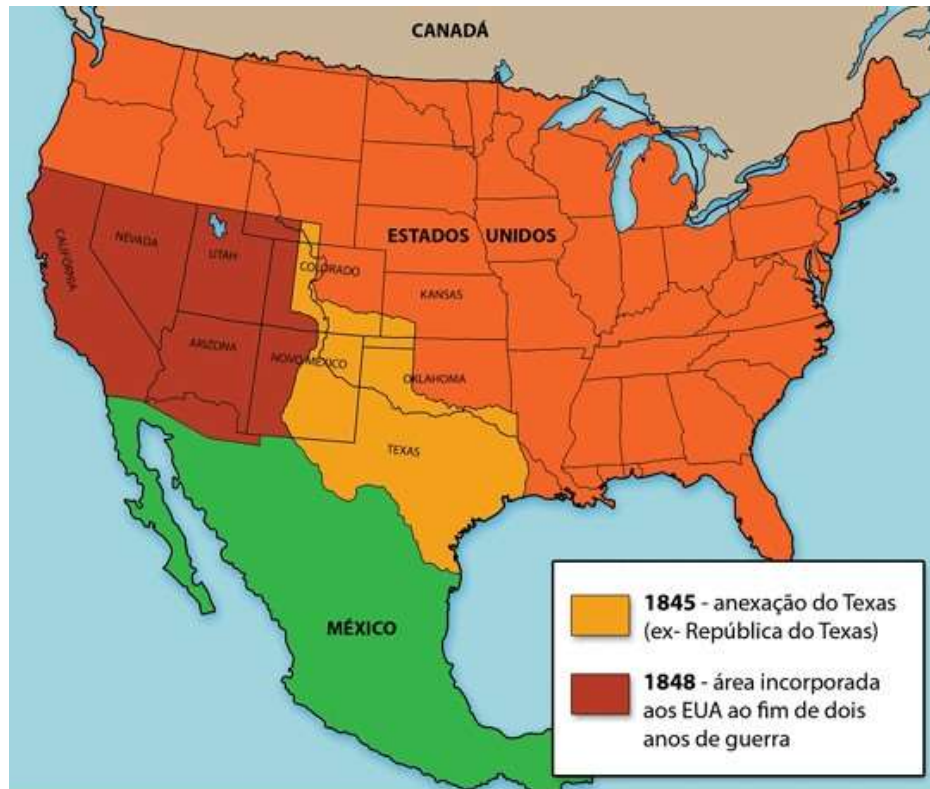 CANADÁ
ESTADOS UNIDOS
CALIFORNIA
NEVADA
UTAH
COLORADO
KANSAS
ARIZONA
NOVO MÉXICO
OKLAHOMA
TEXAS
MÉXICO
1845 - anexação do Texas
(ex- República do Texas)
1848 - área incorporada
aos EUA ao fim de dois
anos de guerra